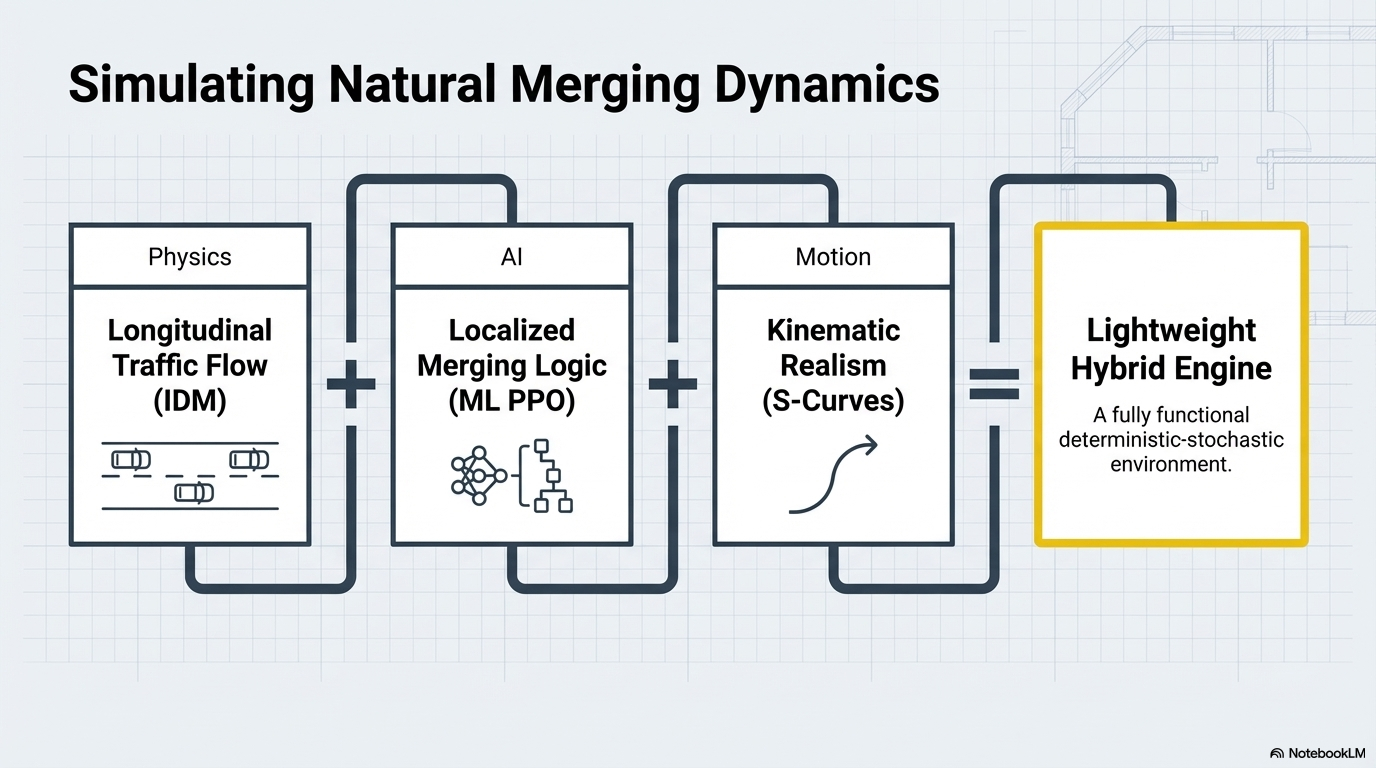 Simulating Natural Merging Dynamics
Physics
Longitudinal
Traffic Flow
(IDM)
+
AI
Localized
Merging Logic
(ML PPO)
+
Motion
Kinematic
Realism
(S-Curves)
=
Lightweight
Hybrid Engine
A fully functional
deterministic-stochastic
environment.
NotebookLM